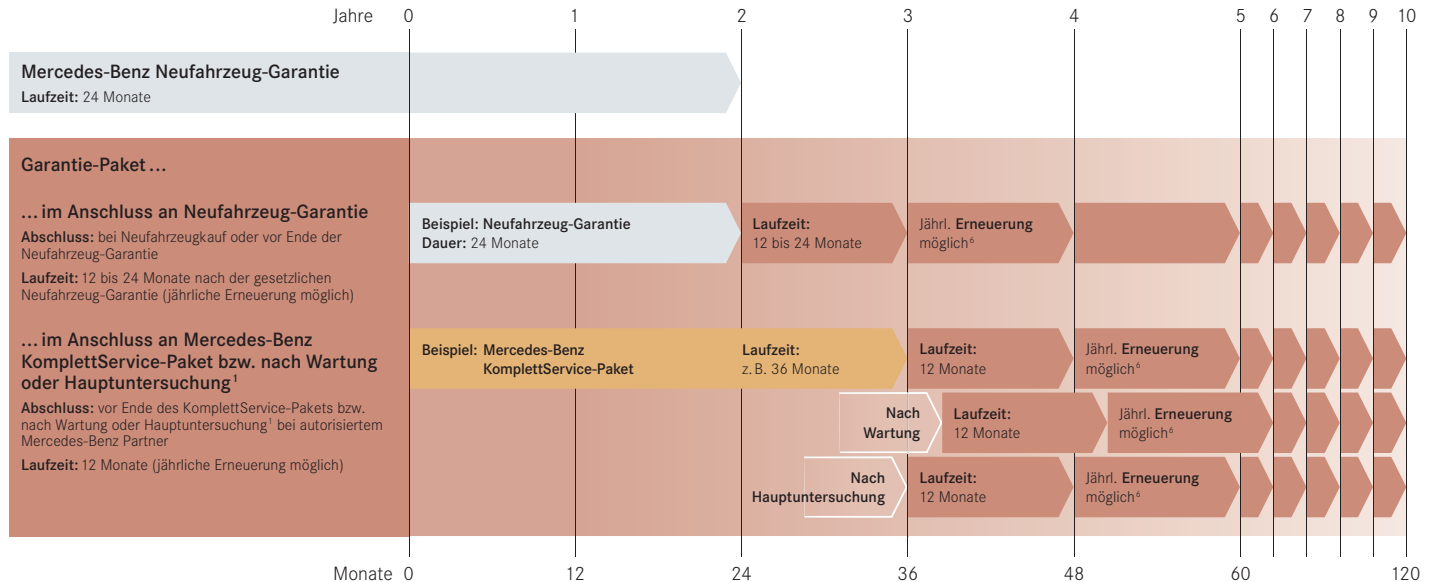 Jahre 0 1 2 3 4 5 6 7 8 9 10
Mercedes-Benz Neufahrzeug-Garantie
Laufzeit: 24 Monate
Garantie-Paket …
… im Anschluss an Neufahrzeug-Garantie
Abschluss: bei Neufahrzeugkauf oder vor Ende der
Neufahrzeug-Garantie
Laufzeit: 12 bis 24 Monate nach der gesetzlichen
Neufahrzeug-Garantie (jährliche Erneuerung möglich)
Beispiel: Neufahrzeug-Garantie
Dauer: 24 Monate
Laufzeit:
12 bis 24 Monate
Jährl. Erneuerung
möglich⁶
… im Anschluss an Mercedes-Benz
KomplettService-Paket bzw. nach Wartung
oder Hauptuntersuchung¹
Abschluss: vor Ende des KomplettService-Pakets bzw.
nach Wartung oder Hauptuntersuchung¹ bei autorisiertem
Mercedes-Benz Partner
Laufzeit: 12 Monate (jährliche Erneuerung möglich)
Beispiel: Mercedes-Benz
KomplettService-Paket
Laufzeit:
z. B. 36 Monate
Laufzeit:
12 Monate
Jährl. Erneuerung
möglich⁶
Nach
Wartung
Laufzeit:
12 Monate
Jährl. Erneuerung
möglich⁶
Nach
Hauptuntersuchung
Laufzeit:
12 Monate
Jährl. Erneuerung
möglich⁶
Monate 0 12 24 36 48 60 120